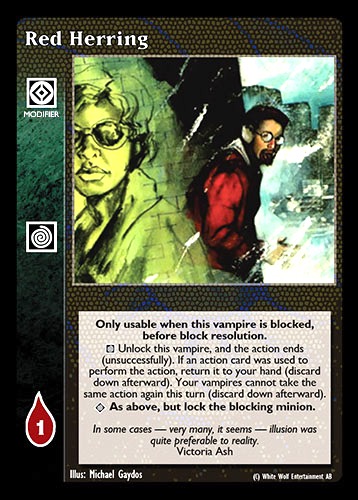 Red Herring
MODIFIER
Only usable when this vampire is blocked,
before block resolution.
Unlock this vampire, and the action ends
(unsuccessfully). If an action card was used to
perform the action, return it to your hand (discard
down afterward). Your vampires cannot take the
same action again this turn (discard down afterward).
As above, but lock the blocking minion.
In some cases — very many, it seems — illusion was
quite preferable to reality.
Victoria Ash
1
Illus: Michael Gaydos
(C) White Wolf Entertainment AB